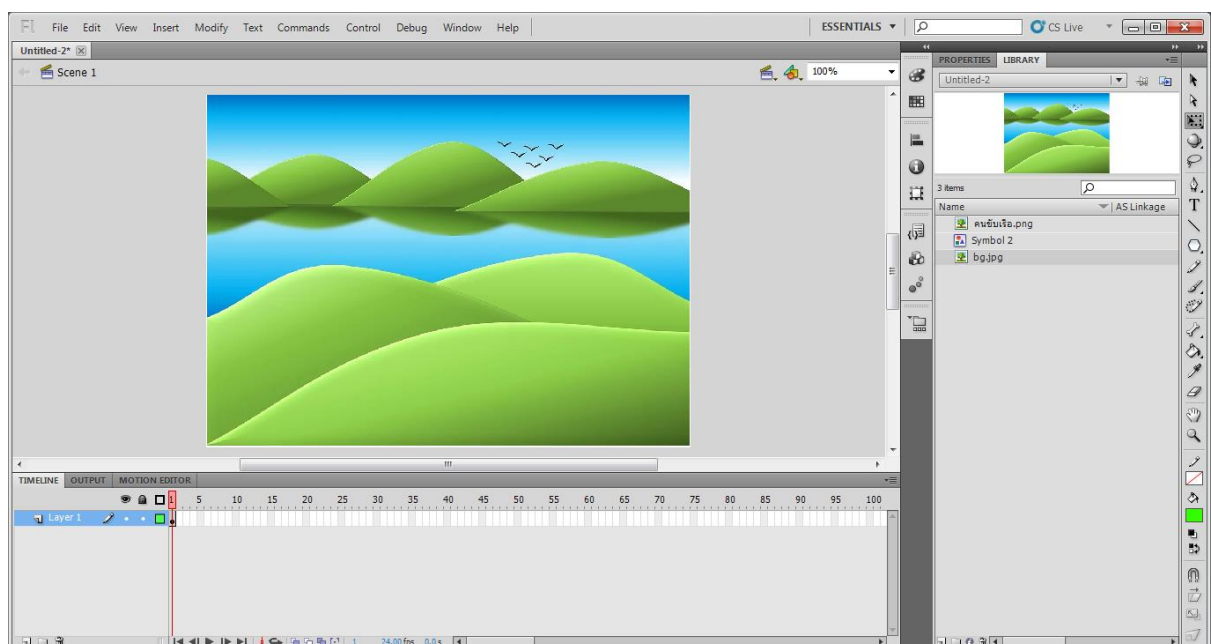 Fl File Edit View Insert Modify Text Commands Control Debug Window Help ESSENTIALS CS Live
Untitled-2*
Scene 1 100%
PROPERTIES LIBRARY
Untitled-2
3 items
Name AS Linkage
คนขับเรือ.png
Symbol 2
bg.jpg
TIMELINE OUTPUT MOTION EDITOR
1 5 10 15 20 25 30 35 40 45 50 55 60 65 70 75 80 85 90 95 100
Layer 1
1 24.00 fps 0.0 s